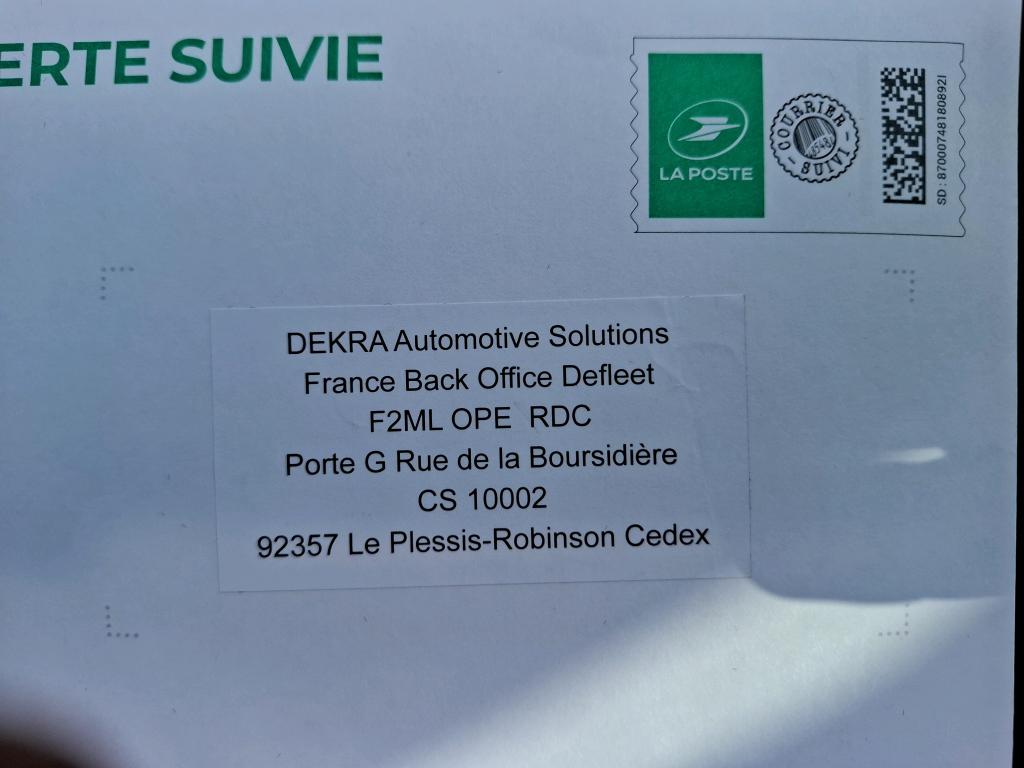 ERTE SUIVIE
LA POSTE
COURRIER
SUIVI
SD : 87000748180892I
DEKRA Automotive Solutions
France Back Office Defleet
F2ML OPE  RDC
Porte G Rue de la Boursidière
CS 10002
92357 Le Plessis-Robinson Cedex